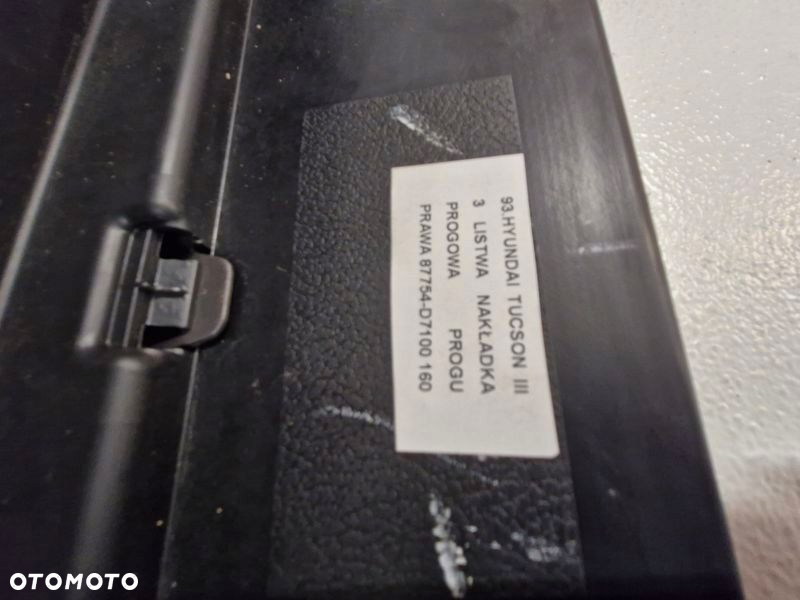 93.HYUNDAI TUCSON III
3 LISTWA NAKŁADKA
PROGOWA PROGU
PRAWA 87754-D7100 160
OTOMOTO